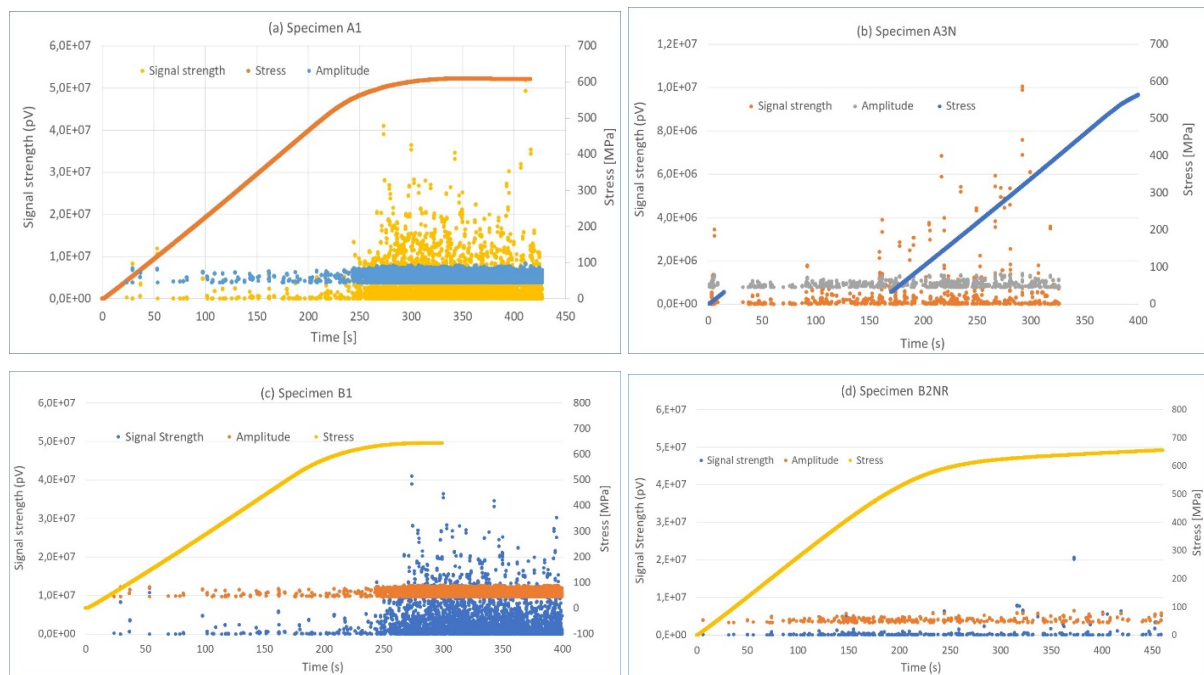 (a) Specimen A1
6,0E+07
5,0E+07
4,0E+07
3,0E+07
2,0E+07
1,0E+07
0,0E+00
Signal strength (pV)
Signal strength Stress Amplitude
700
600
500
400
300
200
100
0
Stress [MPa]
0 50 100 150 200 250 300 350 400 450
Time [s]
(b) Specimen A3N
1,2E+07
1,0E+07
8,0E+06
6,0E+06
4,0E+06
2,0E+06
0,0E+00
Signal strength (pV)
Signal strength Amplitude Stress
700
600
500
400
300
200
100
0
Stress [MPa]
0 50 100 150 200 250 300 350 400
Time (s)
(c) Specimen B1
6,0E+07
5,0E+07
4,0E+07
3,0E+07
2,0E+07
1,0E+07
0,0E+00
Signal strength (pV)
Signal Strength Amplitude Stress
800
700
600
500
400
300
200
100
0
-100
Stress [MPa]
0 50 100 150 200 250 300 350 400
Time (s)
(d) Specimen B2NR
6,E+07
5,E+07
4,E+07
3,E+07
2,E+07
1,E+07
0,E+00
Signal Strength (pV)
Signal strength Amplitude Stress
800
700
600
500
400
300
200
100
0
Stress [MPa]
0 50 100 150 200 250 300 350 400 450
Time (s)